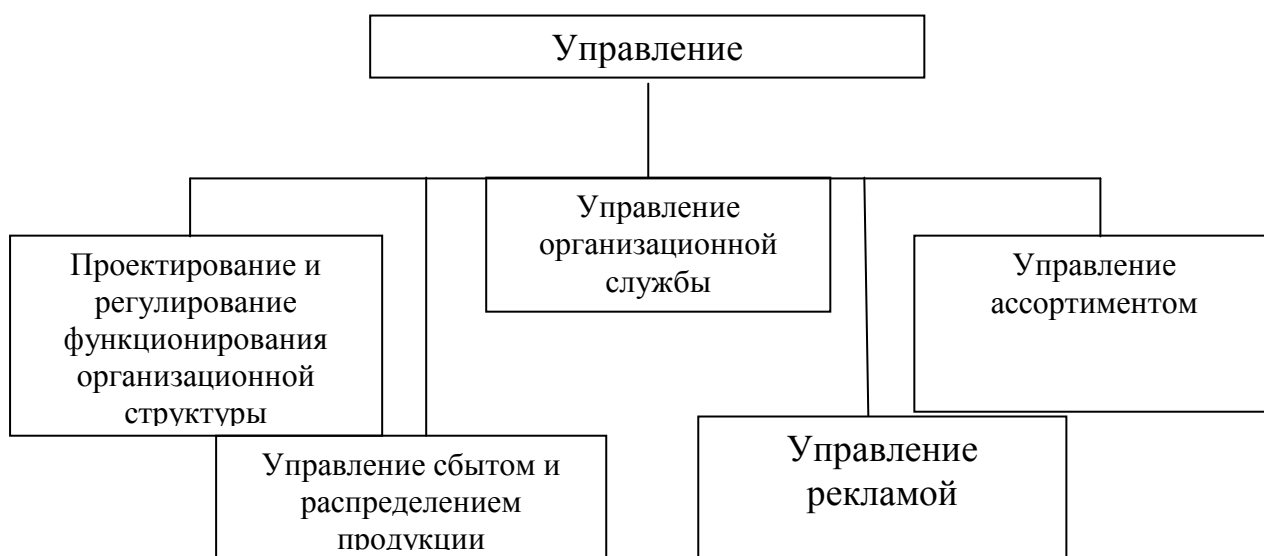 Управление
Управление
организационной
службы
Проектирование и
регулирование
функционирования
организационной
структуры
Управление
ассортиментом
Управление сбытом и
распределением
продукции
Управление
рекламой